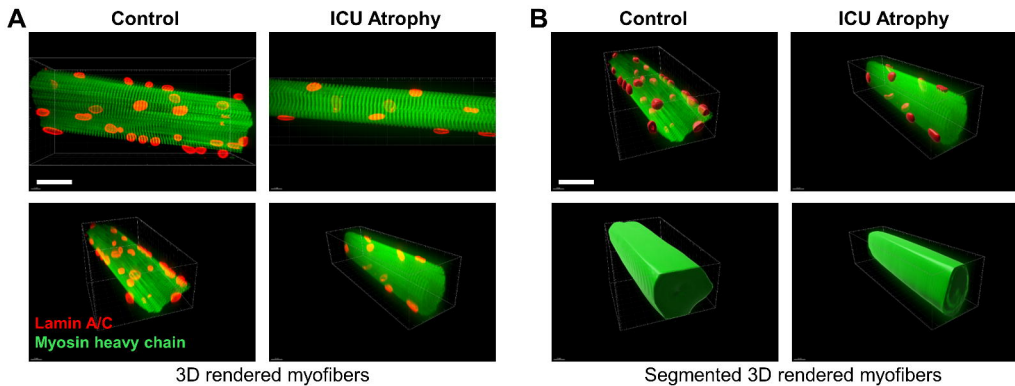 A
Control
ICU Atrophy
B
Control
ICU Atrophy
Lamin A/C
Myosin heavy chain
3D rendered myofibers
Segmented 3D rendered myofibers